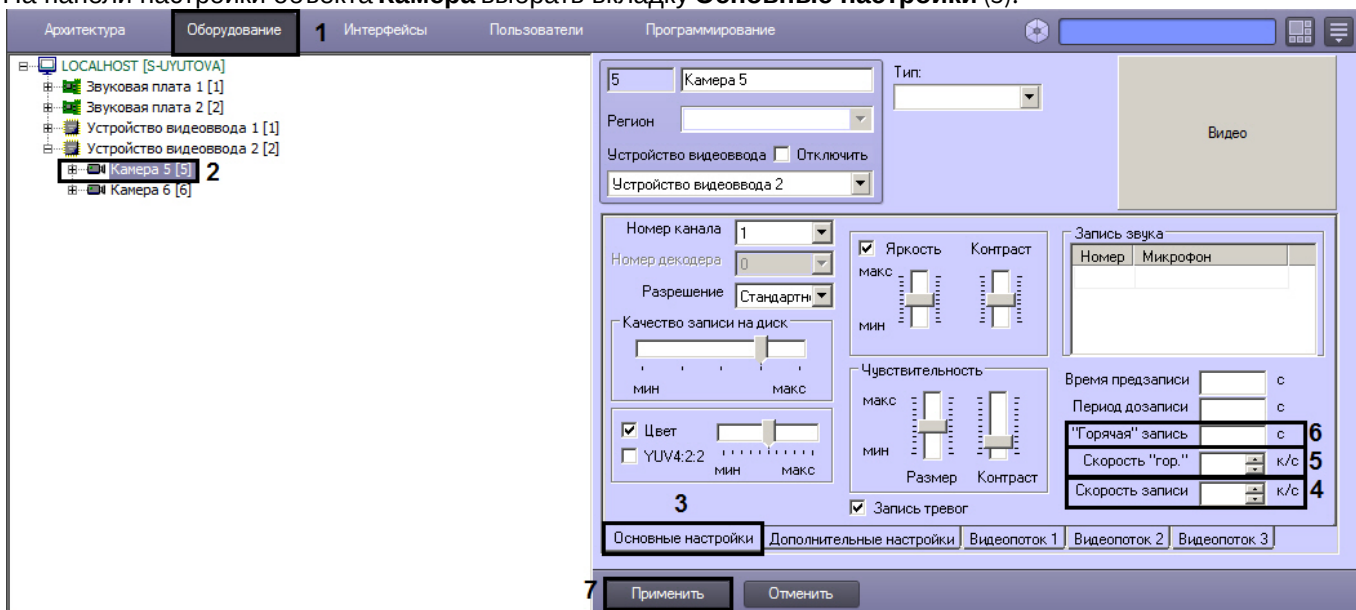 На панели настройки объекта Камера выбрать вкладку Основные настройки (3).
Архитектура Оборудование 1 Интерфейсы Пользователи Программирование
LOCALHOST [S-UYUTOVA]
Звуковая плата 1 [1]
Звуковая плата 2 [2]
Устройство видеоввода 1 [1]
Устройство видеоввода 2 [2]
Камера 5 [5] 2
Камера 6 [6]
5 Камера 5
Тип:
Регион
Устройство видеоввода Отключить
Устройство видеоввода 2
Видео
Номер канала 1
Номер декодера 0
Разрешение Стандартн
Качество записи на диск
мин макс
Цвет
YUV4:2:2
мин макс
3
Яркость Контраст
макс
мин
Чувствительность
макс
мин
Размер Контраст
Запись тревог
Запись звука
Номер Микрофон
Время предзаписи с
Период дозаписи с
"Горячая" запись с 6
Скорость "гор." к/с 5
Скорость записи к/с 4
Основные настройки Дополнительные настройки Видеопоток 1 Видеопоток 2 Видеопоток 3
7 Применить Отменить